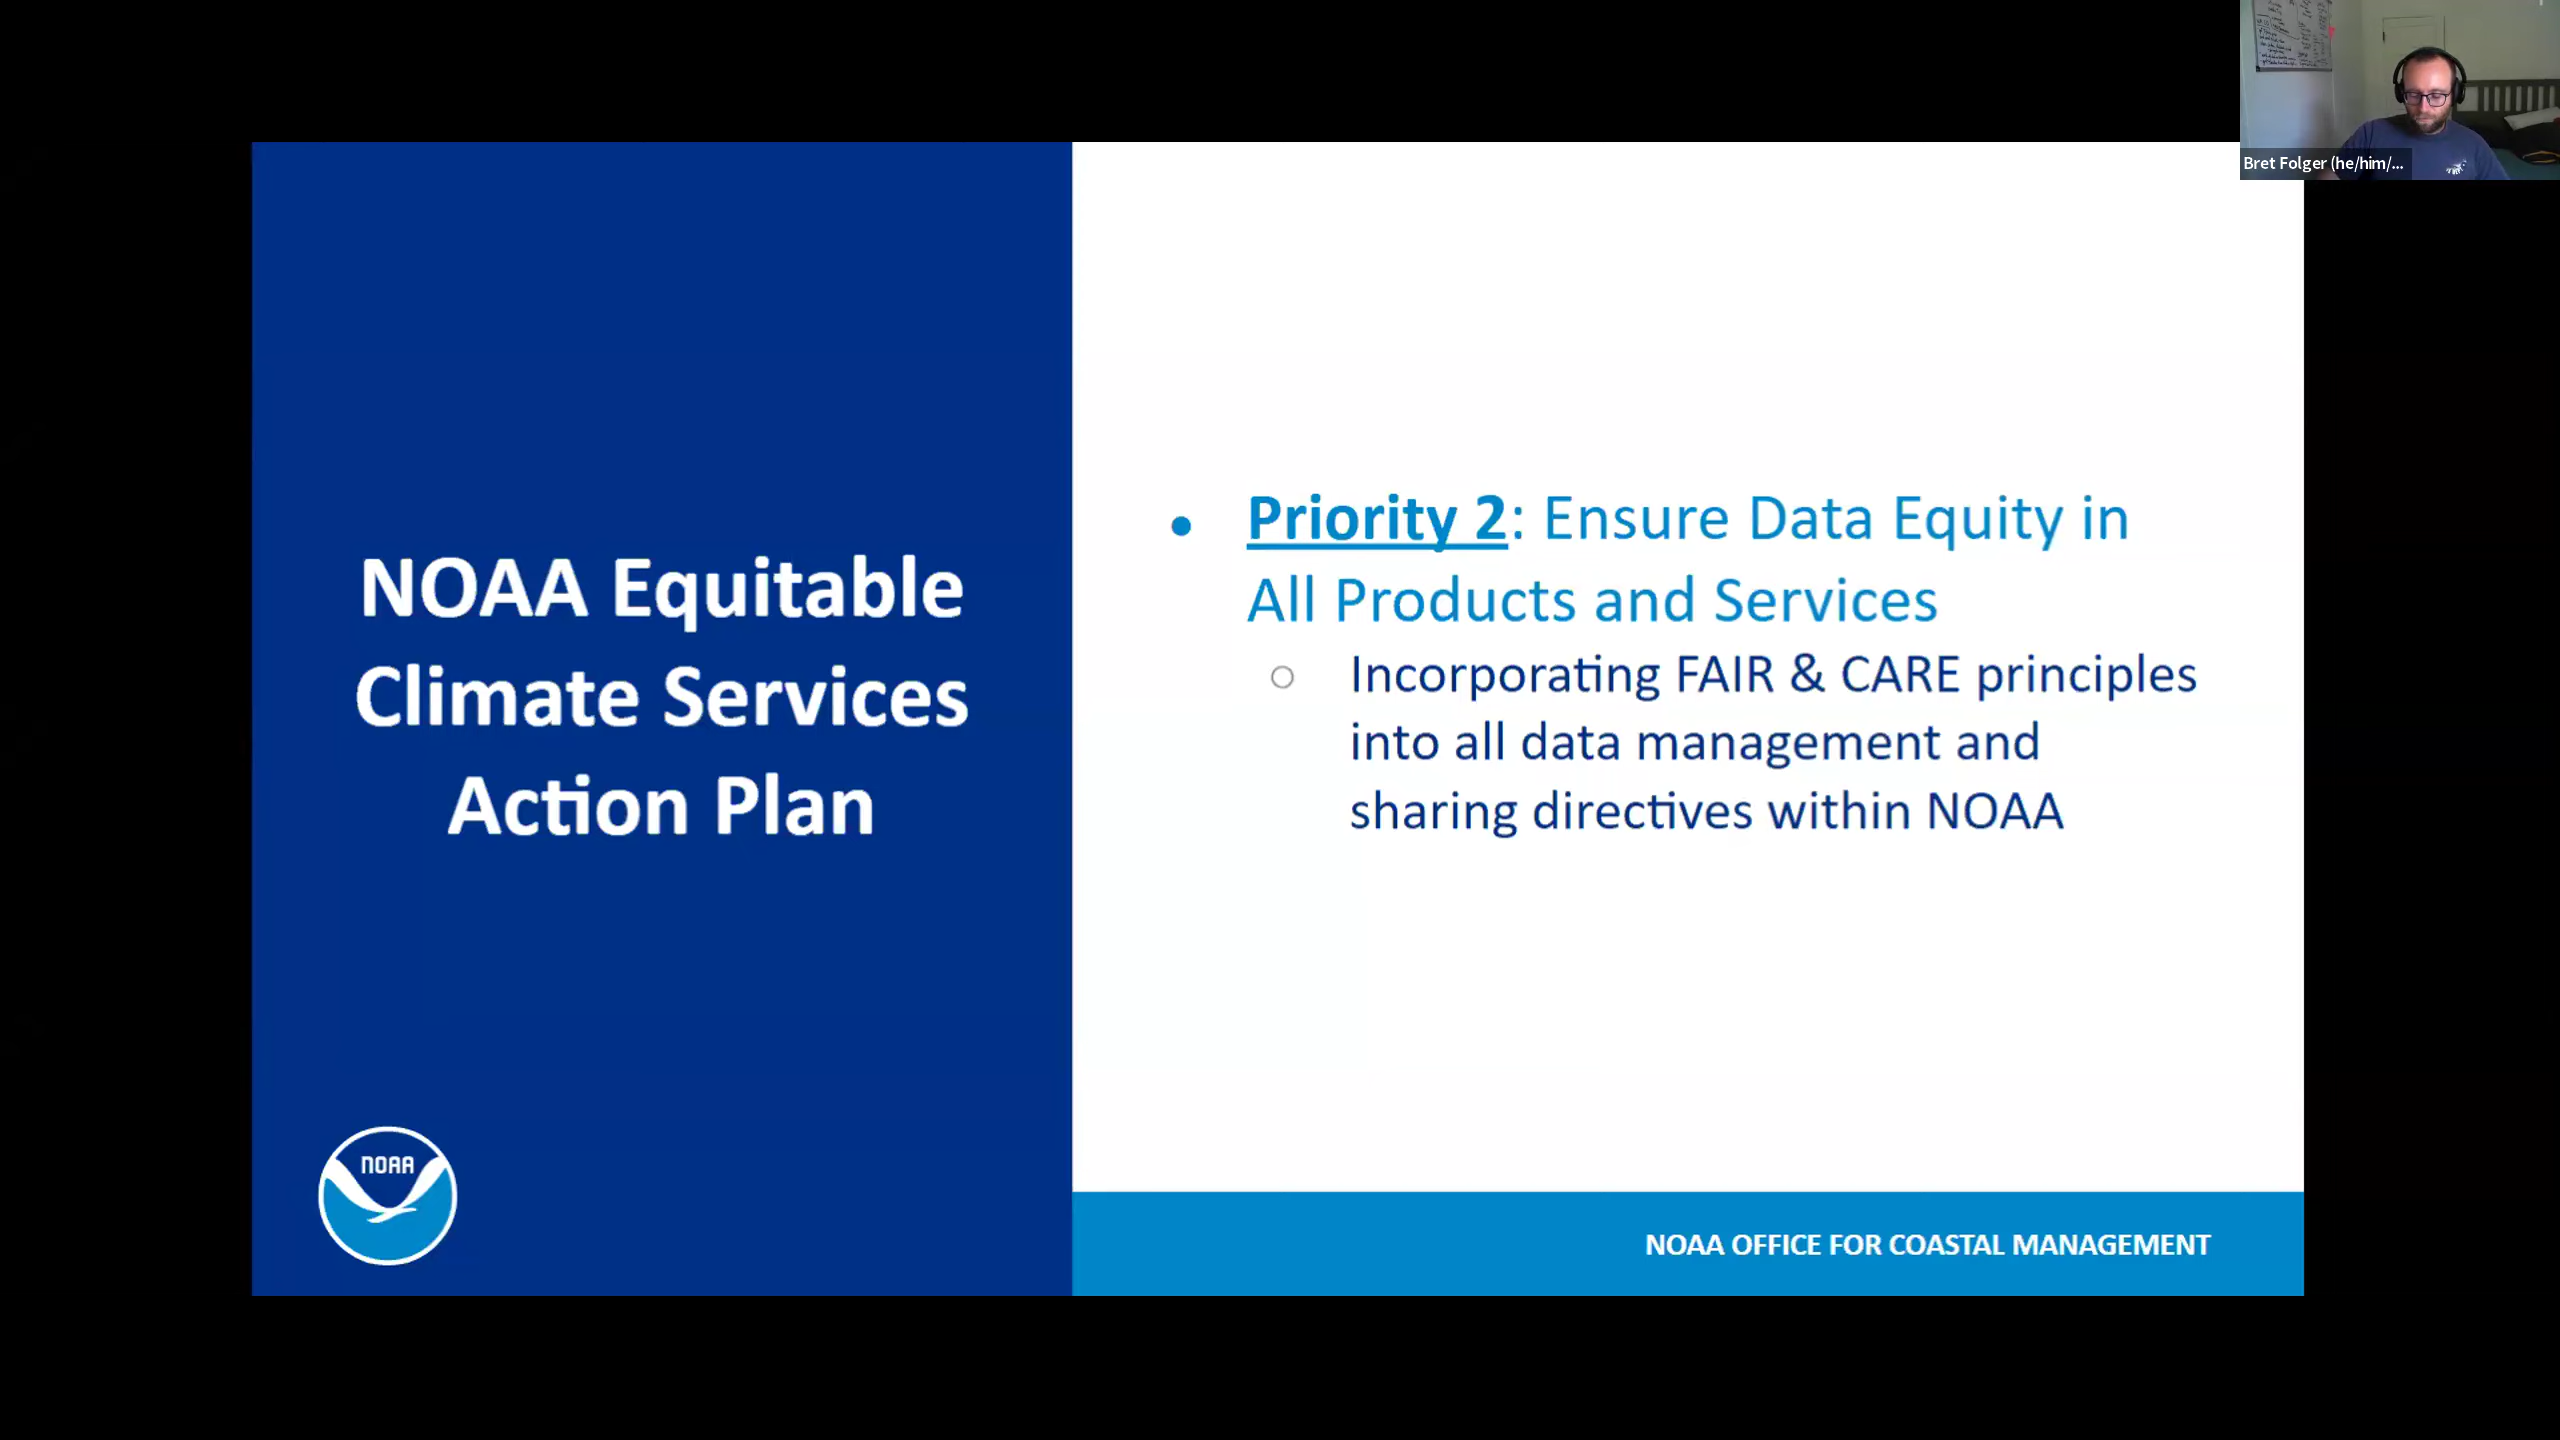 Bret Folger (he/him/...
NOAA Equitable
Climate Services
Action Plan
• Priority 2: Ensure Data Equity in
All Products and Services
○ Incorporating FAIR & CARE principles
into all data management and
sharing directives within NOAA
NOAA
NOAA OFFICE FOR COASTAL MANAGEMENT